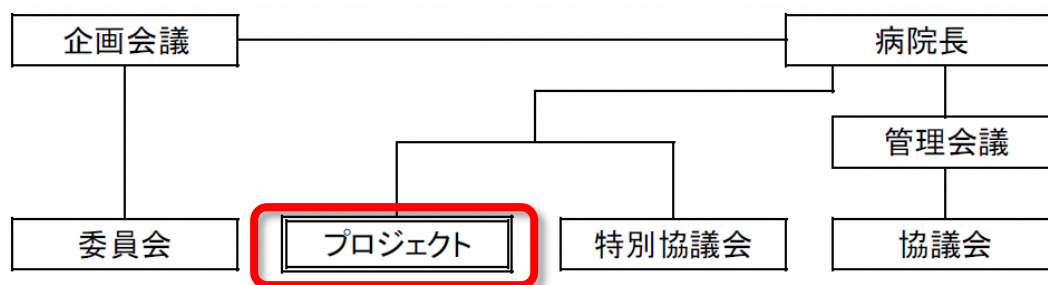 企画会議
病院長
管理会議
委員会
プロジェクト
特別協議会
協議会